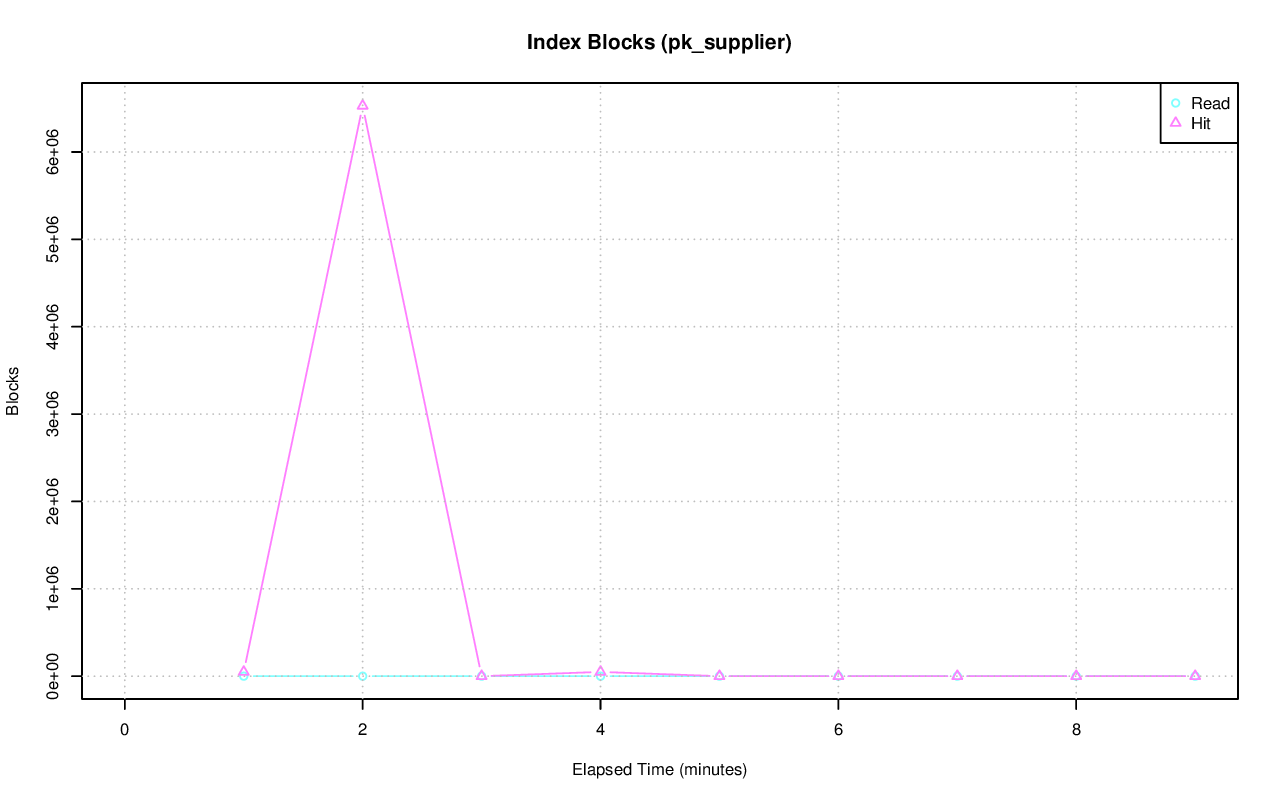 Index Blocks (pk_supplier)
Read
Hit
6e+06
5e+06
4e+06
3e+06
2e+06
1e+06
0e+00
Blocks
0 2 4 6 8
Elapsed Time (minutes)